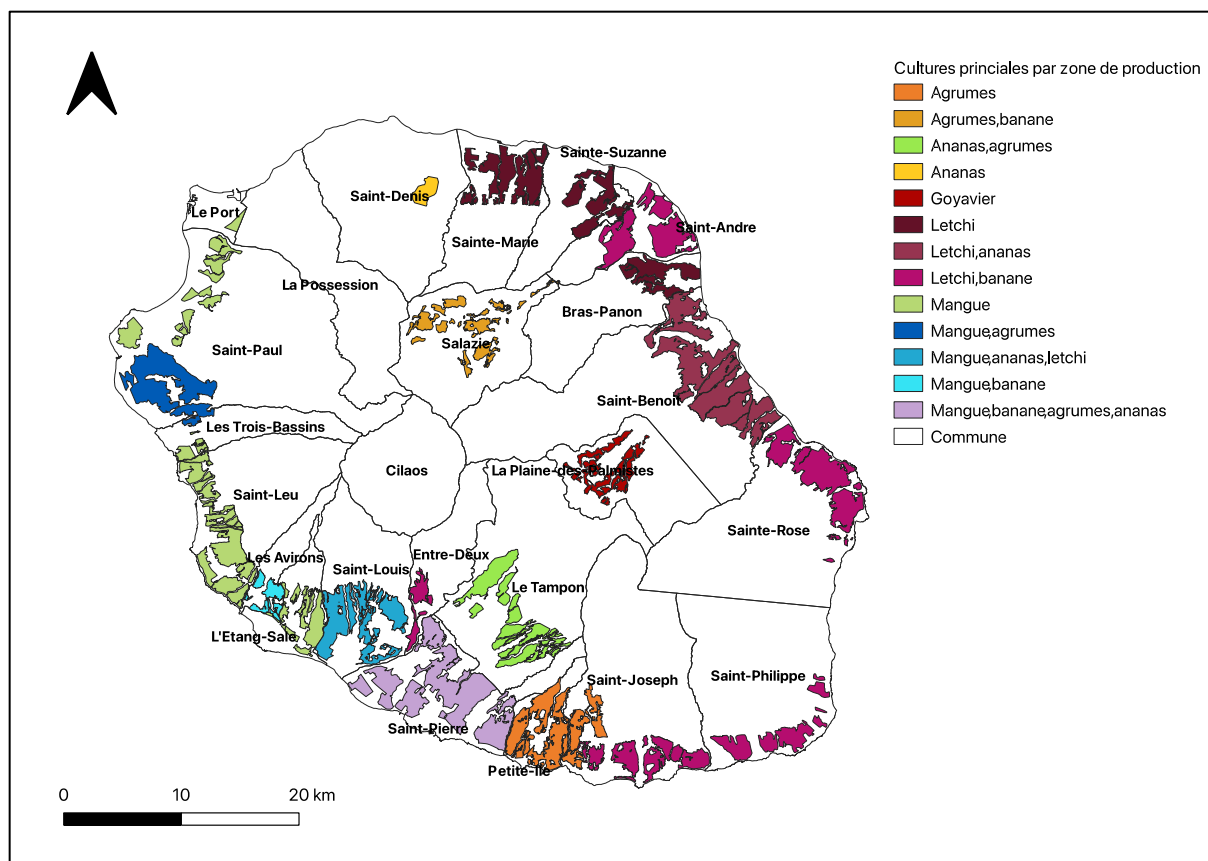 Cultures princiales par zone de production
Agrumes
Agrumes,banane
Ananas,agrumes
Ananas
Goyavier
Letchi
Letchi,ananas
Letchi,banane
Mangue
Mangue,agrumes
Mangue,ananas,letchi
Mangue,banane
Mangue,banane,agrumes,ananas
Commune
Sainte-Suzanne
Saint-Denis
Le Port
Sainte-Marie
Saint-Andre
La Possession
Bras-Panon
Saint-Paul
Salazie
Saint-Benoit
Les Trois-Bassins
Cilaos
La Plaine-des-Palmistes
Saint-Leu
Sainte-Rose
Les Avirons
Entre-Deux
Saint-Louis
Le Tampon
L'Etang-Sale
Saint-Joseph
Saint-Philippe
Saint-Pierre
Petite-Ile
0 10 20 km